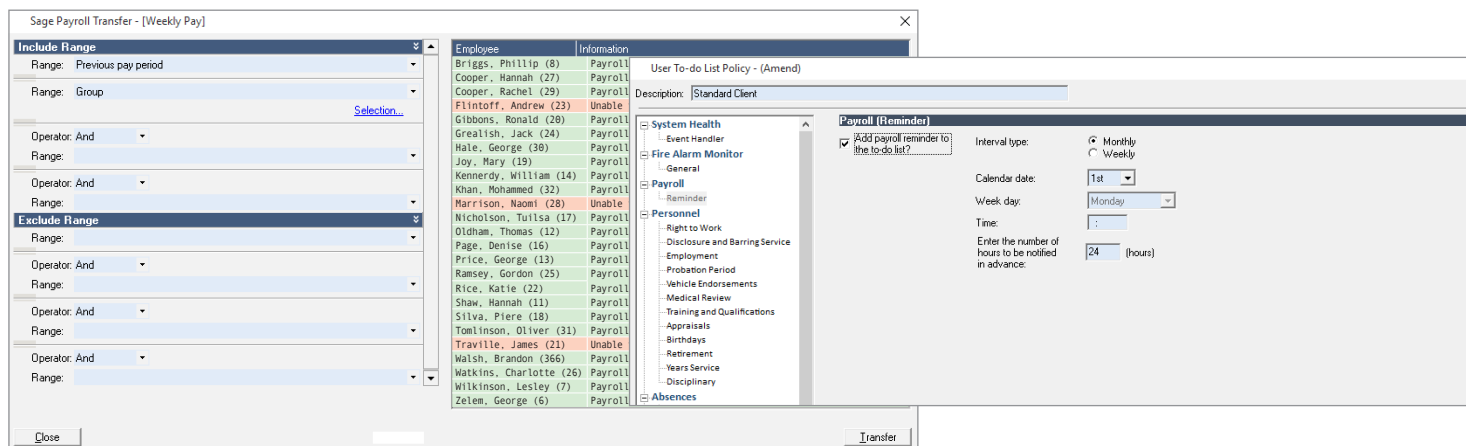 Sage Payroll Transfer - [Weekly Pay]
Include Range
Range: Previous pay period
Range: Group
Selection...
Operator: And
Range:
Operator: And
Range:
Exclude Range
Range:
Operator: And
Range:
Operator: And
Range:
Operator: And
Range:
Close
Employee Information
Briggs, Phillip (8) Payroll
Cooper, Hannah (27) Payroll
Cooper, Rachel (29) Payroll
Flintoff, Andrew (23) Unable
Gibbons, Ronald (20) Payroll
Grealish, Jack (24) Payroll
Hale, George (30) Payroll
Joy, Mary (19) Payroll
Kennerdy, William (14) Payroll
Khan, Mohammed (32) Payroll
Marrison, Naomi (28) Unable
Nicholson, Tuilsa (17) Payroll
Oldham, Thomas (12) Payroll
Page, Denise (16) Payroll
Price, George (13) Payroll
Ramsey, Gordon (25) Payroll
Rice, Katie (22) Payroll
Shaw, Hannah (11) Payroll
Silva, Piere (18) Payroll
Tomlinson, Oliver (31) Payroll
Traville, James (21) Unable
Walsh, Brandon (366) Payroll
Watkins, Charlotte (26) Payroll
Wilkinson, Lesley (7) Payroll
Zelem, George (6) Payroll
Transfer
User To-do List Policy - (Amend)
Description: Standard Client
System Health
Event Handler
Fire Alarm Monitor
General
Payroll
Reminder
Personnel
Right to Work
Disclosure and Barring Service
Employment
Probation Period
Vehicle Endorsements
Medical Review
Training and Qualifications
Appraisals
Birthdays
Retirement
Years Service
Disciplinary
Absences
Payroll (Reminder)
Add payroll reminder to
the to-do list?
Interval type: Monthly
Weekly
Calendar date: 1st
Week day: Monday
Time: :
Enter the number of
hours to be notified
in advance: 24 (hours)